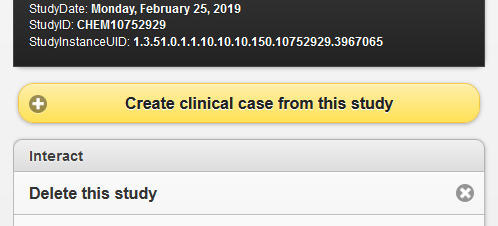 StudyDate: Monday, February 25, 2019
StudyID: CHEM10752929
StudyInstanceUID: 1.3.51.0.1.1.10.10.10.150.10752929.3967065
Create clinical case from this study
Interact
Delete this study